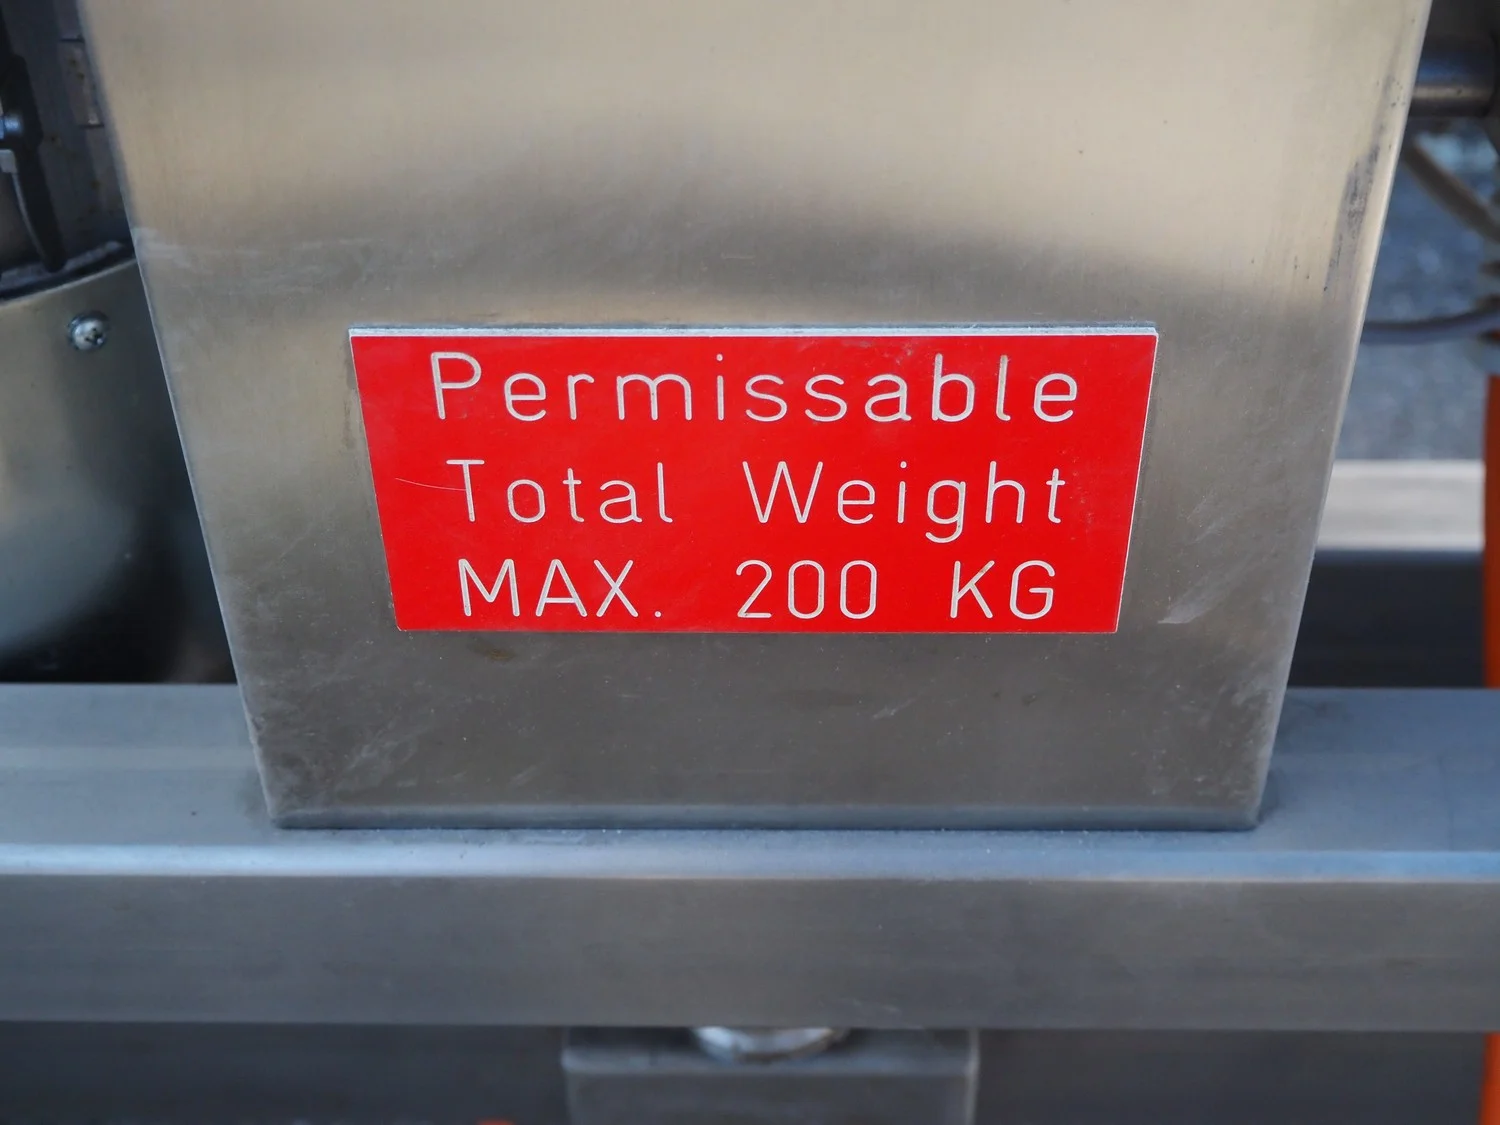 Permissable
Total Weight
MAX. 200 KG